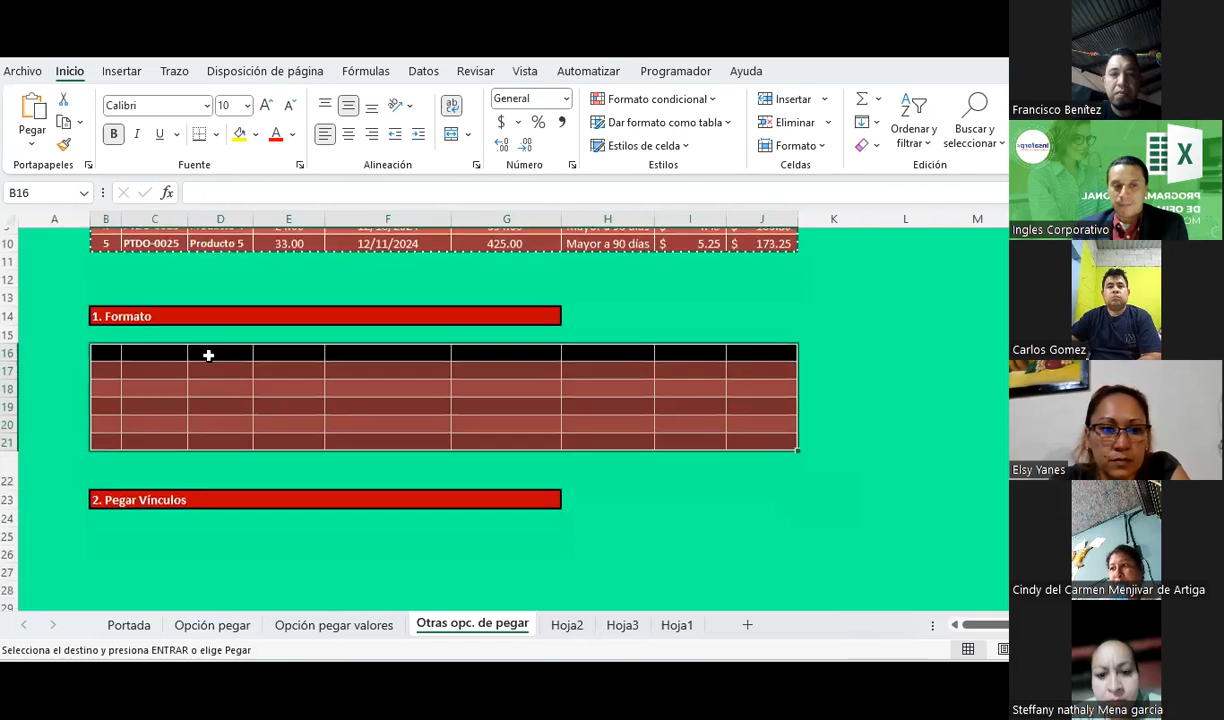 Archivo Inicio Insertar Trazo Disposición de página Fórmulas Datos Revisar Vista Automatizar Programador Ayuda
Pegar
Calibri 10
General
Formato condicional
Dar formato como tabla
Estilos de celda
Insertar
Eliminar
Formato
Ordenar y filtrar
Buscar y seleccionar
Portapapeles Fuente Alineación Número Estilos Celdas Edición
B16
A B C D E F G H I J K L M
10 5 PTDO-0025 Producto 5 33.00 12/11/2024 425.00 Mayor a 90 días $ 5.25 $ 173.25
11
12
13
14 1. Formato
15
16
17
18
19
20
21
22
23 2. Pegar Vínculos
24
25
26
27
28
29
Portada Opción pegar Opción pegar valores Otras opc. de pegar Hoja2 Hoja3 Hoja1
Selecciona el destino y presiona ENTRAR o elige Pegar
Francisco Benítez
Insaforp
X
Ingles Corporativo
Carlos Gomez
Elsy Yanes
Cindy del Carmen Menjivar de Artiga
Steffany nathaly Mena garcia